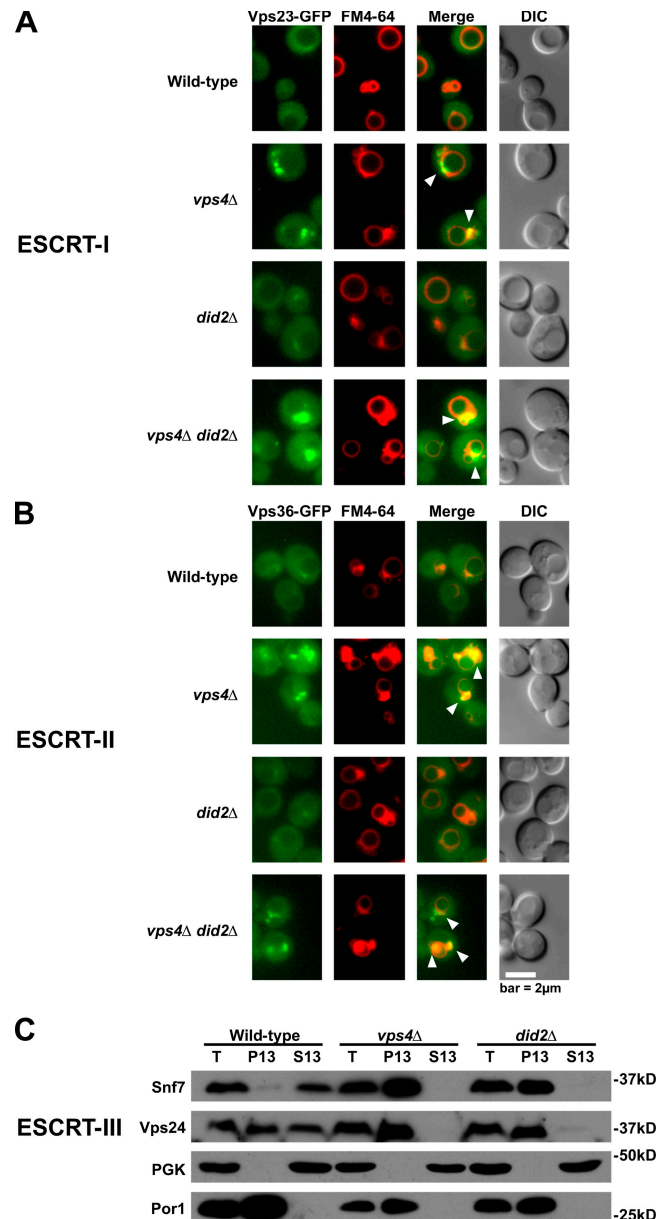 A
Vps23-GFP FM4-64 Merge DIC
Wild-type
vps4Δ
ESCRT-I
did2Δ
vps4Δ did2Δ
B
Vps36-GFP FM4-64 Merge DIC
Wild-type
vps4Δ
ESCRT-II
did2Δ
vps4Δ did2Δ
bar = 2µm
C
Wild-type vps4Δ did2Δ
T P13 S13 T P13 S13 T P13 S13
Snf7 -37kD
ESCRT-III
Vps24 -37kD
-50kD
PGK
Por1 -25kD